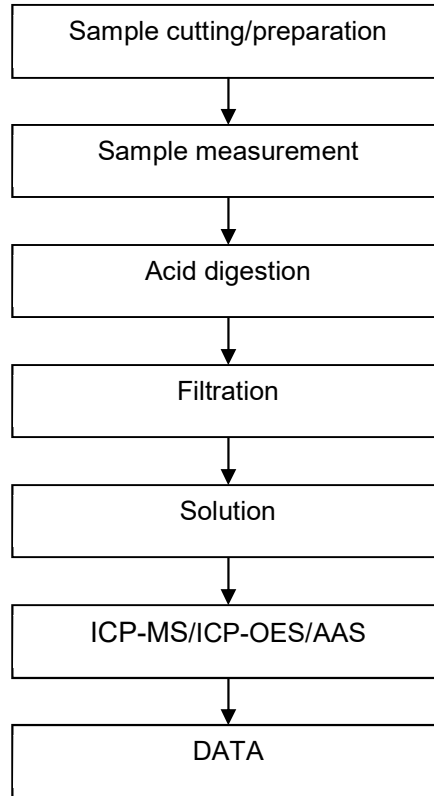 Sample cutting/preparation
Sample measurement
Acid digestion
Filtration
Solution
ICP-MS/ICP-OES/AAS
DATA